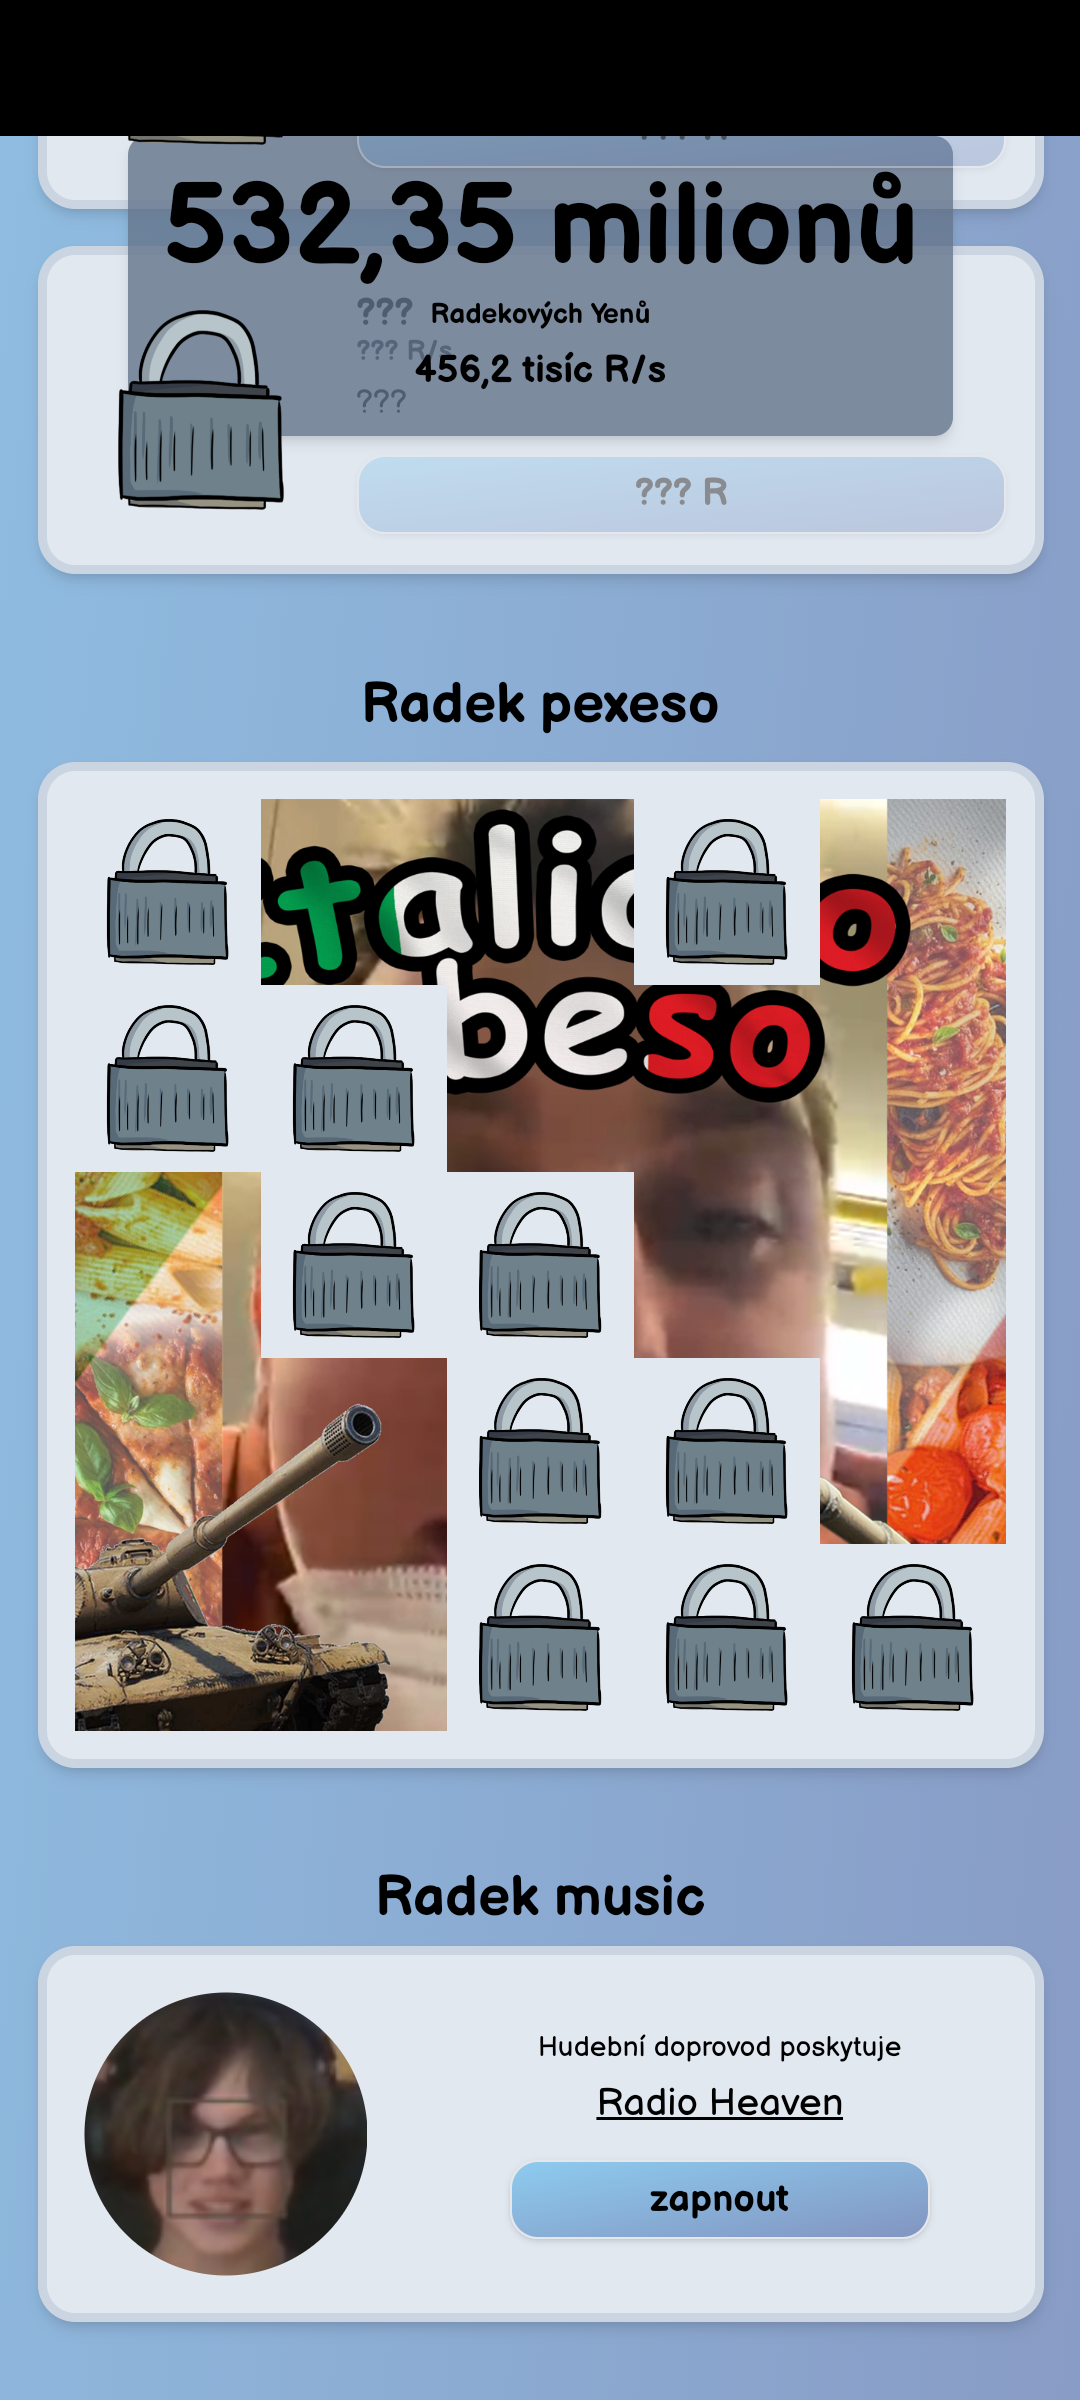 ??? R
532,35 milionů
??? Radekových Yenů
??? R/s
456,2 tisíc R/s
???
??? R
Radek pexeso
talic o
beso
Radek music
Hudební doprovod poskytuje
Radio Heaven
zapnout